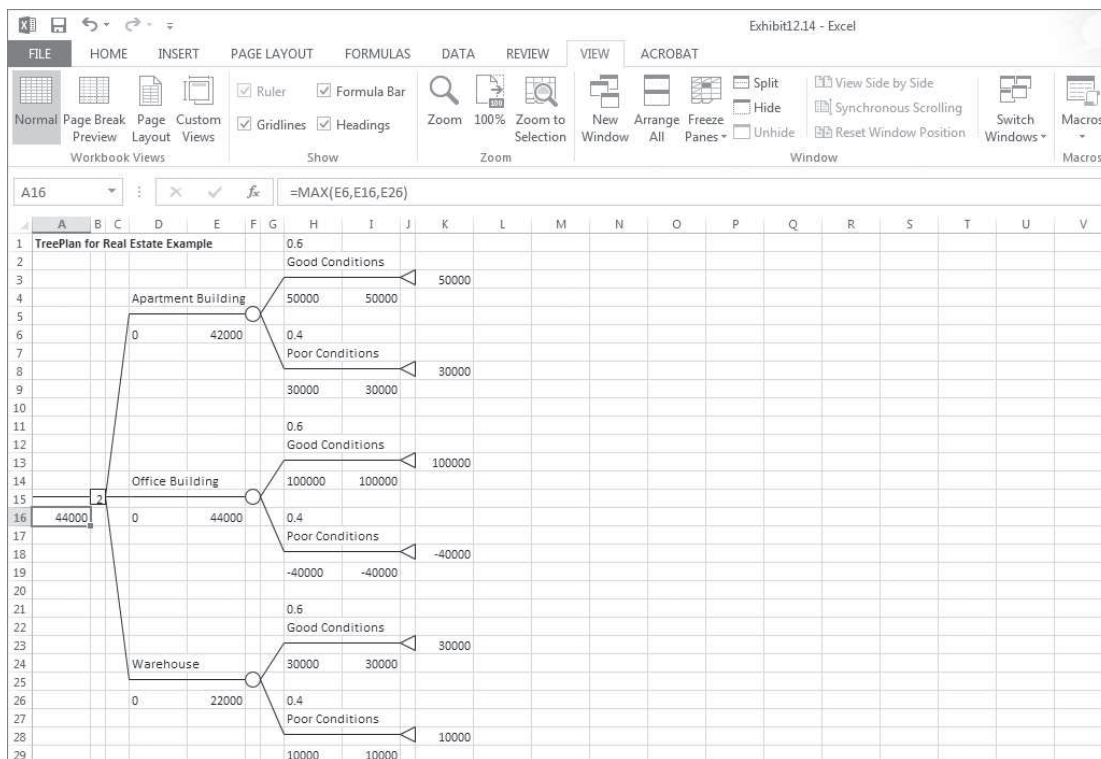 Exhibit12.14 - Excel
FILE HOME INSERT PAGE LAYOUT FORMULAS DATA REVIEW VIEW ACROBAT
Normal Page Break Preview Page Layout Custom Views
Workbook Views
Ruler Formula Bar
Gridlines Headings
Show
Zoom 100% Zoom to Selection
Zoom
New Window Arrange All Freeze Panes
Split
Hide
Unhide
View Side by Side
Synchronous Scrolling
Reset Window Position
Window
Switch Windows
Macros
Macros
A16 fx =MAX(E6,E16,E26)
A B C D E F G H I J K L M N O P Q R S T U V
1 TreePlan for Real Estate Example 0.6
2 Good Conditions
3 50000
4 Apartment Building 50000 50000
5
6 0 42000 0.4
7 Poor Conditions
8 30000
9 30000 30000
10
11 0.6
12 Good Conditions
13 100000
14 Office Building 100000 100000
15 2
16 44000 0 44000 0.4
17 Poor Conditions
18 -40000
19 -40000 -40000
20
21 0.6
22 Good Conditions
23 30000
24 Warehouse 30000 30000
25
26 0 22000 0.4
27 Poor Conditions
28 10000
29 10000 10000